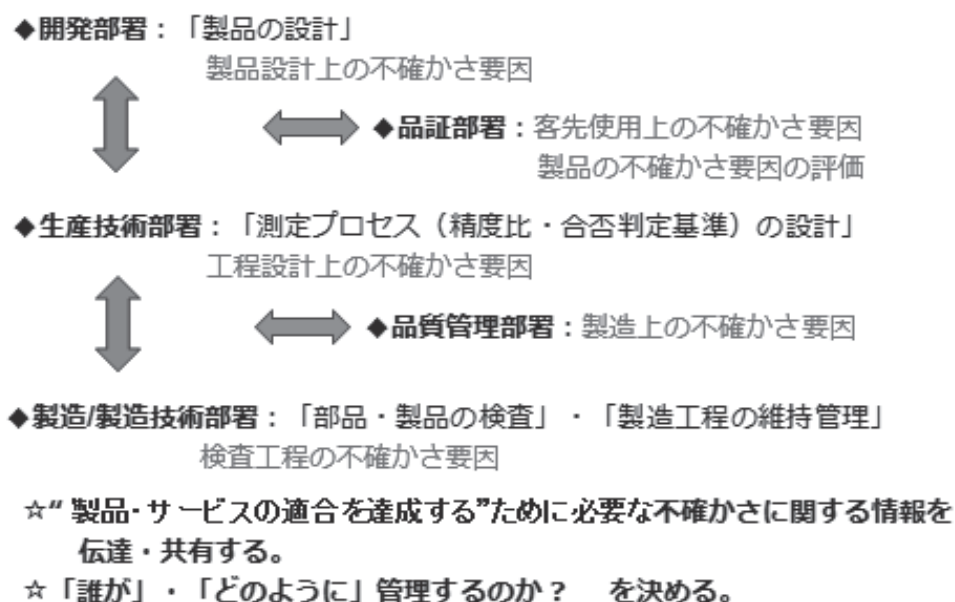 ◆開発部署：「製品の設計」
製品設計上の不確かさ要因
◆品証部署：客先使用上の不確かさ要因
製品の不確かさ要因の評価
◆生産技術部署：「測定プロセス（精度比・合否判定基準）の設計」
工程設計上の不確かさ要因
◆品質管理部署：製造上の不確かさ要因
◆製造/製造技術部署：「部品・製品の検査」・「製造工程の維持管理」
検査工程の不確かさ要因
☆“製品・サービスの適合を達成する”ために必要な不確かさに関する情報を
伝達・共有する。
☆「誰が」・「どのように」管理するのか？　を決める。